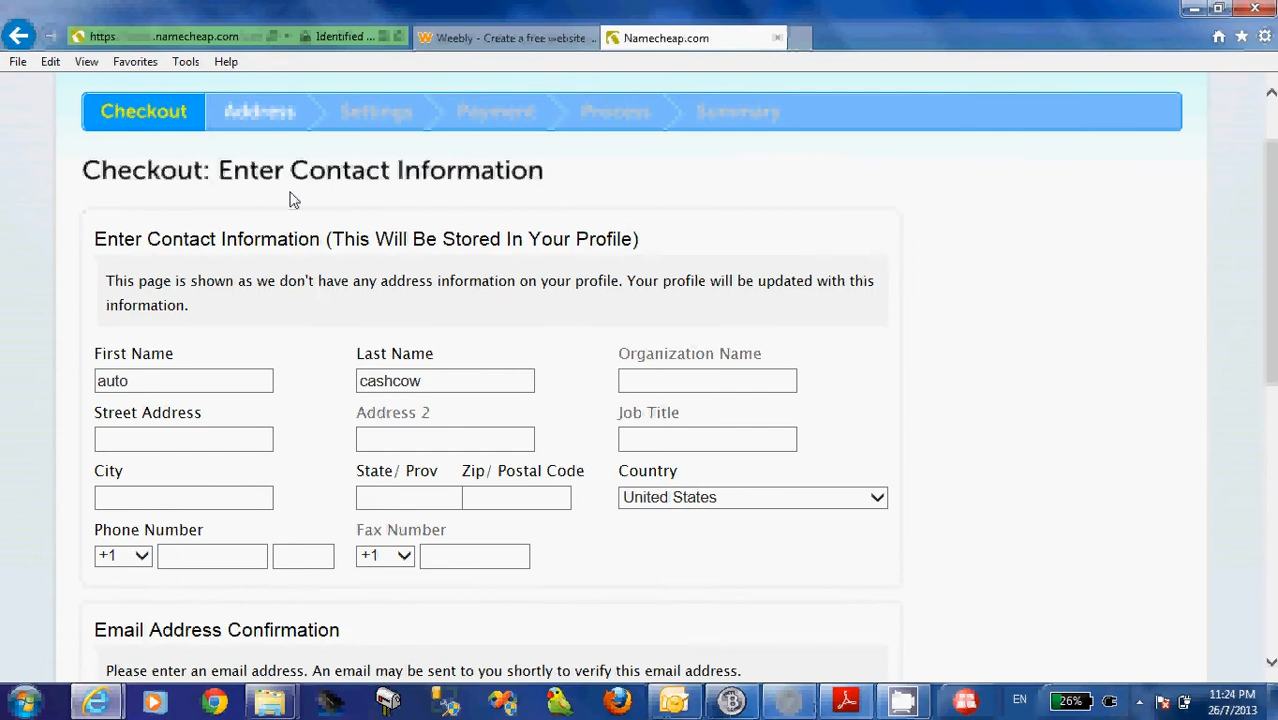 https .namecheap.com Identified ... Weebly - Create a free website ... Namecheap.com
File Edit View Favorites Tools Help
Checkout Address Settings Payment Process Summary
Checkout: Enter Contact Information
Enter Contact Information (This Will Be Stored In Your Profile)
This page is shown as we don't have any address information on your profile. Your profile will be updated with this
information.
First Name Last Name Organization Name
auto cashcow
Street Address Address 2 Job Title
City State/ Prov Zip/ Postal Code Country
United States
Phone Number Fax Number
+1 +1
Email Address Confirmation
Please enter an email address. An email may be sent to you shortly to verify this email address.
EN 26% 11:24 PM
26/7/2013